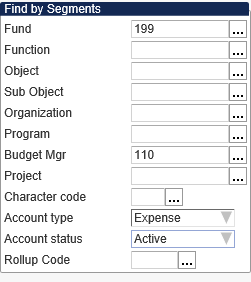 Find by Segments
Fund 199 ...
Function ...
Object ...
Sub Object ...
Organization ...
Program ...
Budget Mgr 110 ...
Project ...
Character code ...
Account type Expense
Account status Active
Rollup Code ...